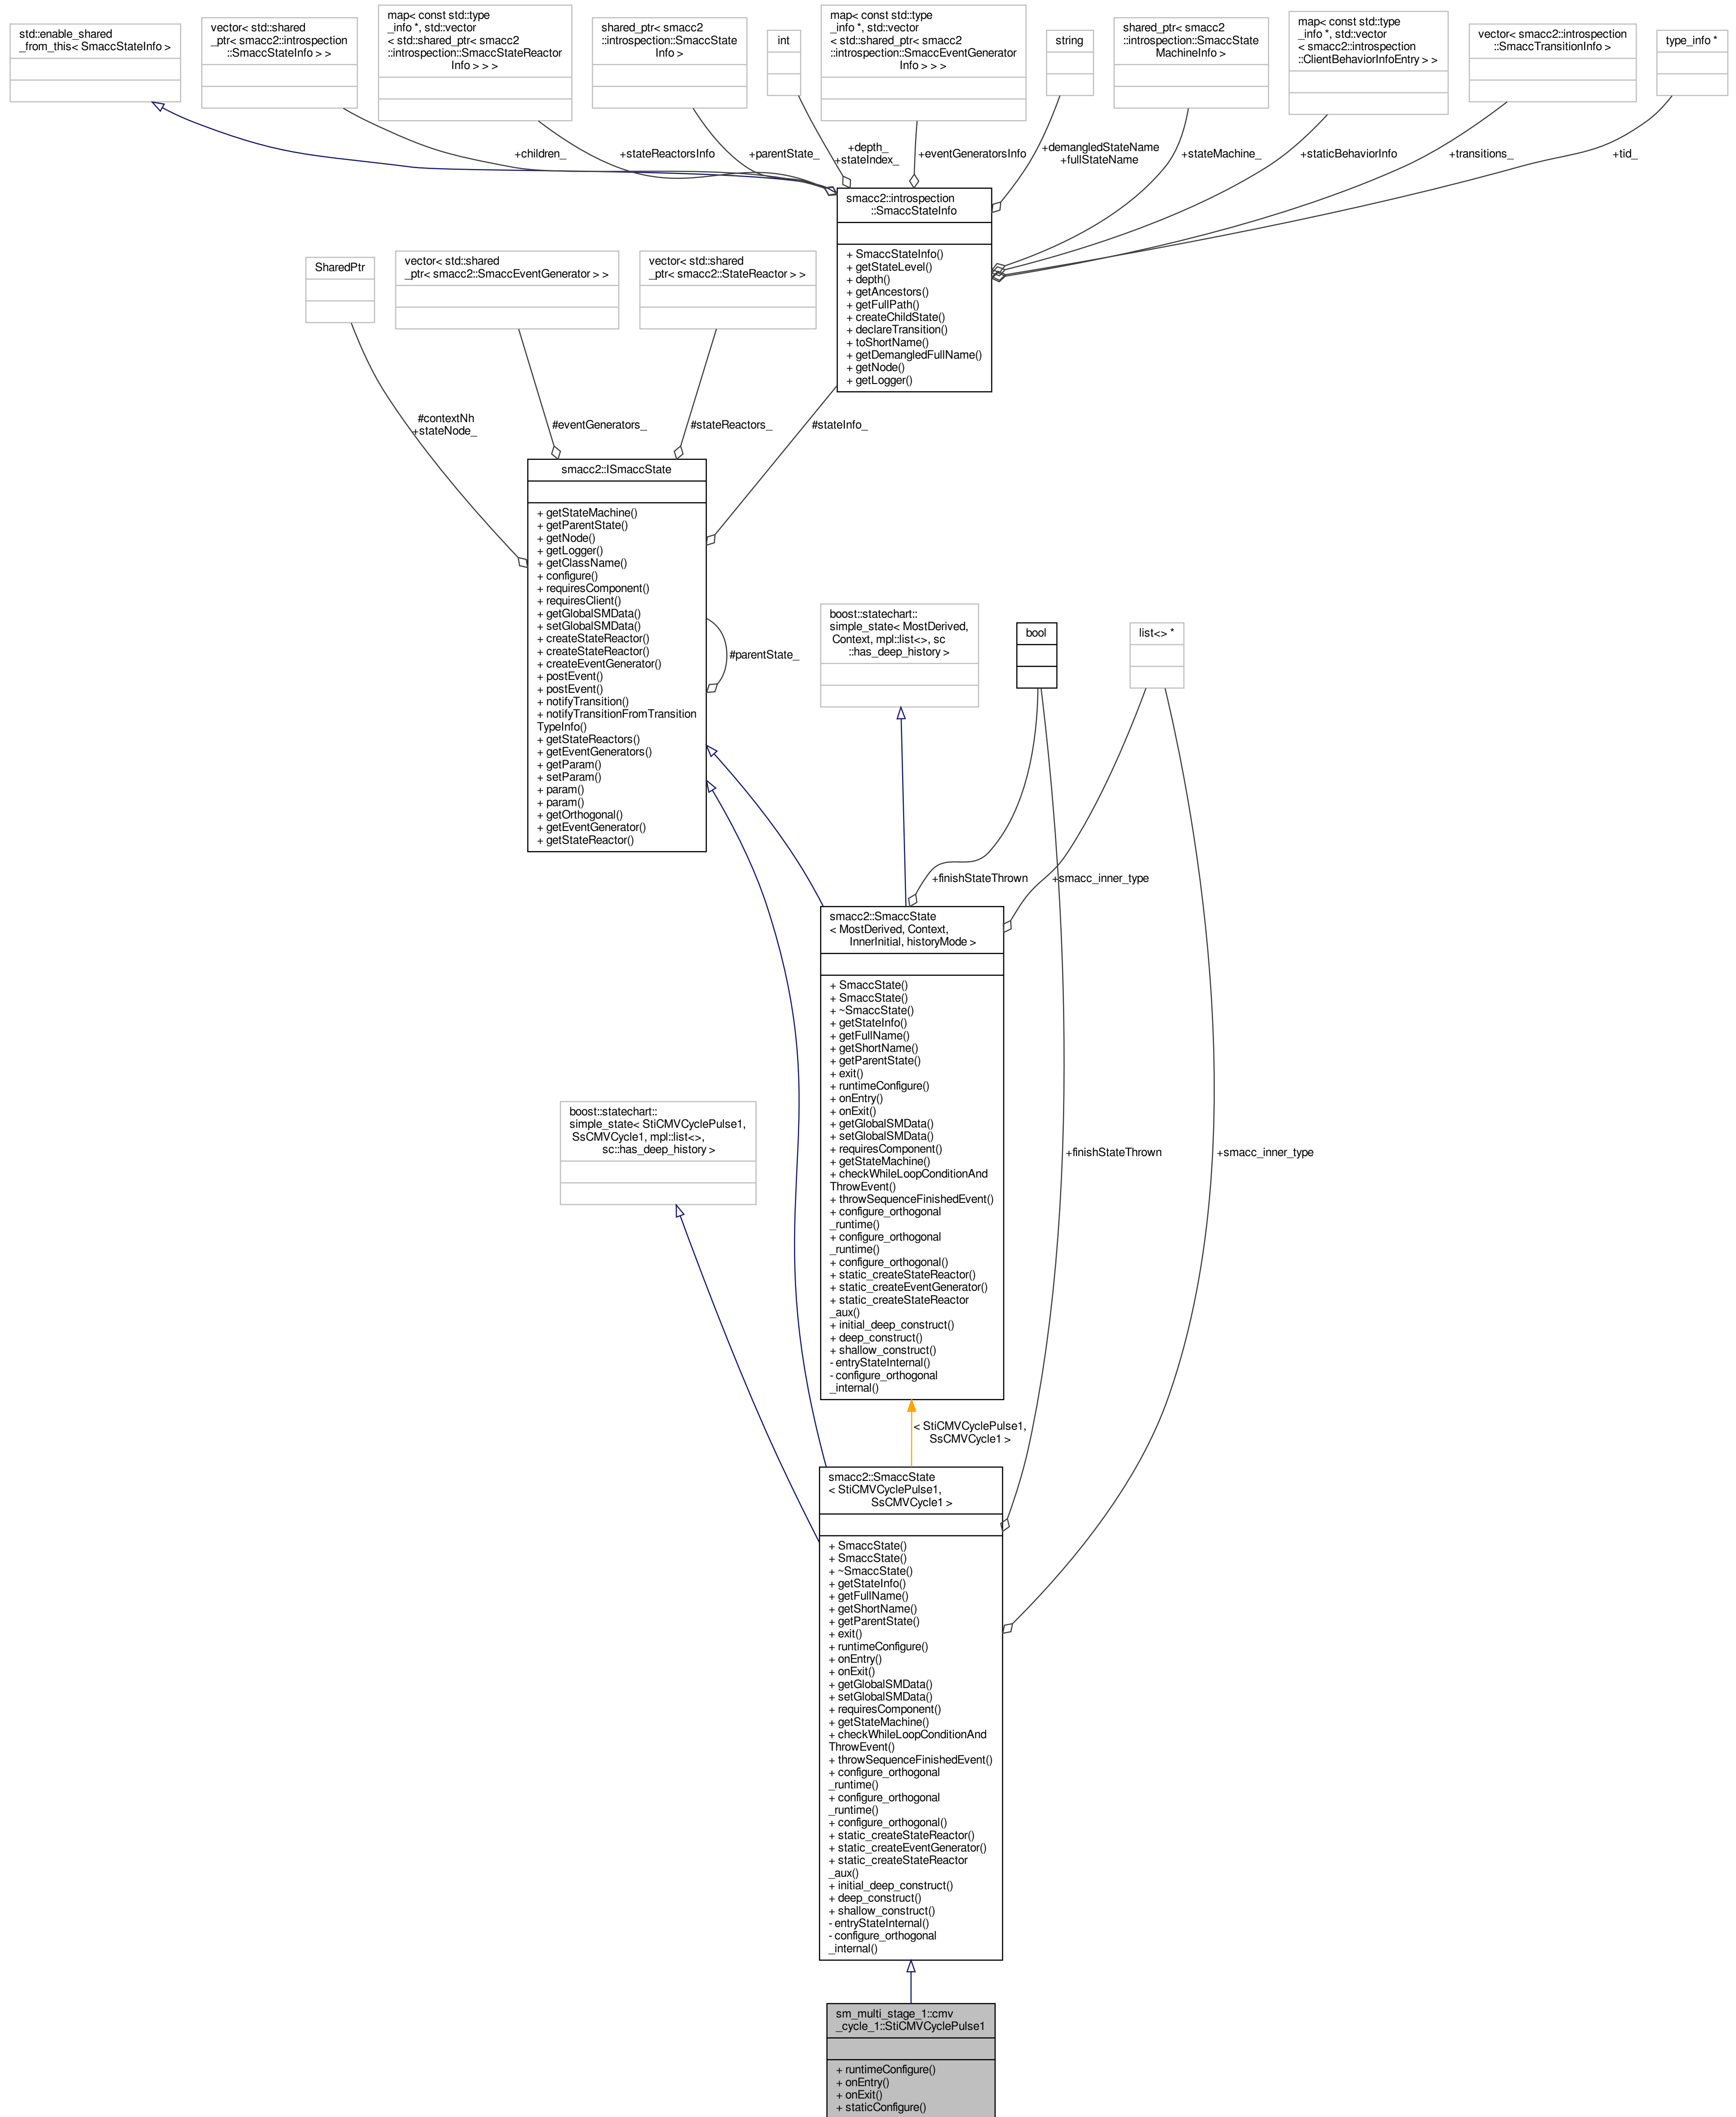 std::enable_shared
_from_this< SmaccStateInfo >
vector< std::shared
_ptr< smacc2::introspection
::SmaccStateInfo > >
map< const std::type
_info *, std::vector
< std::shared_ptr< smacc2
::introspection::SmaccStateReactor
Info > > >
shared_ptr< smacc2
::introspection::SmaccState
Info >
int
map< const std::type
_info *, std::vector
< std::shared_ptr< smacc2
::introspection::SmaccEventGenerator
Info > > >
string
shared_ptr< smacc2
::introspection::SmaccState
MachineInfo >
map< const std::type
_info *, std::vector
< smacc2::introspection
::ClientBehaviorInfoEntry > >
vector< smacc2::introspection
::SmaccTransitionInfo >
type_info *
+children_
+stateReactorsInfo
+parentState_
+depth_
+stateIndex_
+eventGeneratorsInfo
+demangledStateName
+fullStateName
+stateMachine_
+staticBehaviorInfo
+transitions_
+tid_
smacc2::introspection
::SmaccStateInfo
+ SmaccStateInfo()
+ getStateLevel()
+ depth()
+ getAncestors()
+ getFullPath()
+ createChildState()
+ declareTransition()
+ toShortName()
+ getDemangledFullName()
+ getNode()
+ getLogger()
SharedPtr
vector< std::shared
_ptr< smacc2::SmaccEventGenerator > >
vector< std::shared
_ptr< smacc2::StateReactor > >
#contextNh
+stateNode_
#eventGenerators_
#stateReactors_
#stateInfo_
smacc2::ISmaccState
+ getStateMachine()
+ getParentState()
+ getNode()
+ getLogger()
+ getClassName()
+ configure()
+ requiresComponent()
+ requiresClient()
+ getGlobalSMData()
+ setGlobalSMData()
+ createStateReactor()
+ createStateReactor()
+ createEventGenerator()
+ postEvent()
+ postEvent()
+ notifyTransition()
+ notifyTransitionFromTransition
TypeInfo()
+ getStateReactors()
+ getEventGenerators()
+ getParam()
+ setParam()
+ param()
+ param()
+ getOrthogonal()
+ getEventGenerator()
+ getStateReactor()
#parentState_
boost::statechart::
simple_state< MostDerived,
Context, mpl::list<>, sc
::has_deep_history >
bool
list<> *
+finishStateThrown
+smacc_inner_type
smacc2::SmaccState
< MostDerived, Context,
InnerInitial, historyMode >
+ SmaccState()
+ SmaccState()
+ ~SmaccState()
+ getStateInfo()
+ getFullName()
+ getShortName()
+ getParentState()
+ exit()
+ runtimeConfigure()
+ onEntry()
+ onExit()
+ getGlobalSMData()
+ setGlobalSMData()
+ requiresComponent()
+ getStateMachine()
+ checkWhileLoopConditionAnd
ThrowEvent()
+ throwSequenceFinishedEvent()
+ configure_orthogonal
_runtime()
+ configure_orthogonal
_runtime()
+ configure_orthogonal()
+ static_createStateReactor()
+ static_createEventGenerator()
+ static_createStateReactor
_aux()
+ initial_deep_construct()
+ deep_construct()
+ shallow_construct()
- entryStateInternal()
- configure_orthogonal
_internal()
boost::statechart::
simple_state< StiCMVCyclePulse1,
SsCMVCycle1, mpl::list<>,
sc::has_deep_history >
+finishStateThrown
+smacc_inner_type
< StiCMVCyclePulse1,
SsCMVCycle1 >
smacc2::SmaccState
< StiCMVCyclePulse1,
SsCMVCycle1 >
+ SmaccState()
+ SmaccState()
+ ~SmaccState()
+ getStateInfo()
+ getFullName()
+ getShortName()
+ getParentState()
+ exit()
+ runtimeConfigure()
+ onEntry()
+ onExit()
+ getGlobalSMData()
+ setGlobalSMData()
+ requiresComponent()
+ getStateMachine()
+ checkWhileLoopConditionAnd
ThrowEvent()
+ throwSequenceFinishedEvent()
+ configure_orthogonal
_runtime()
+ configure_orthogonal
_runtime()
+ configure_orthogonal()
+ static_createStateReactor()
+ static_createEventGenerator()
+ static_createStateReactor
_aux()
+ initial_deep_construct()
+ deep_construct()
+ shallow_construct()
- entryStateInternal()
- configure_orthogonal
_internal()
sm_multi_stage_1::cmv
_cycle_1::StiCMVCyclePulse1
+ runtimeConfigure()
+ onEntry()
+ onExit()
+ staticConfigure()